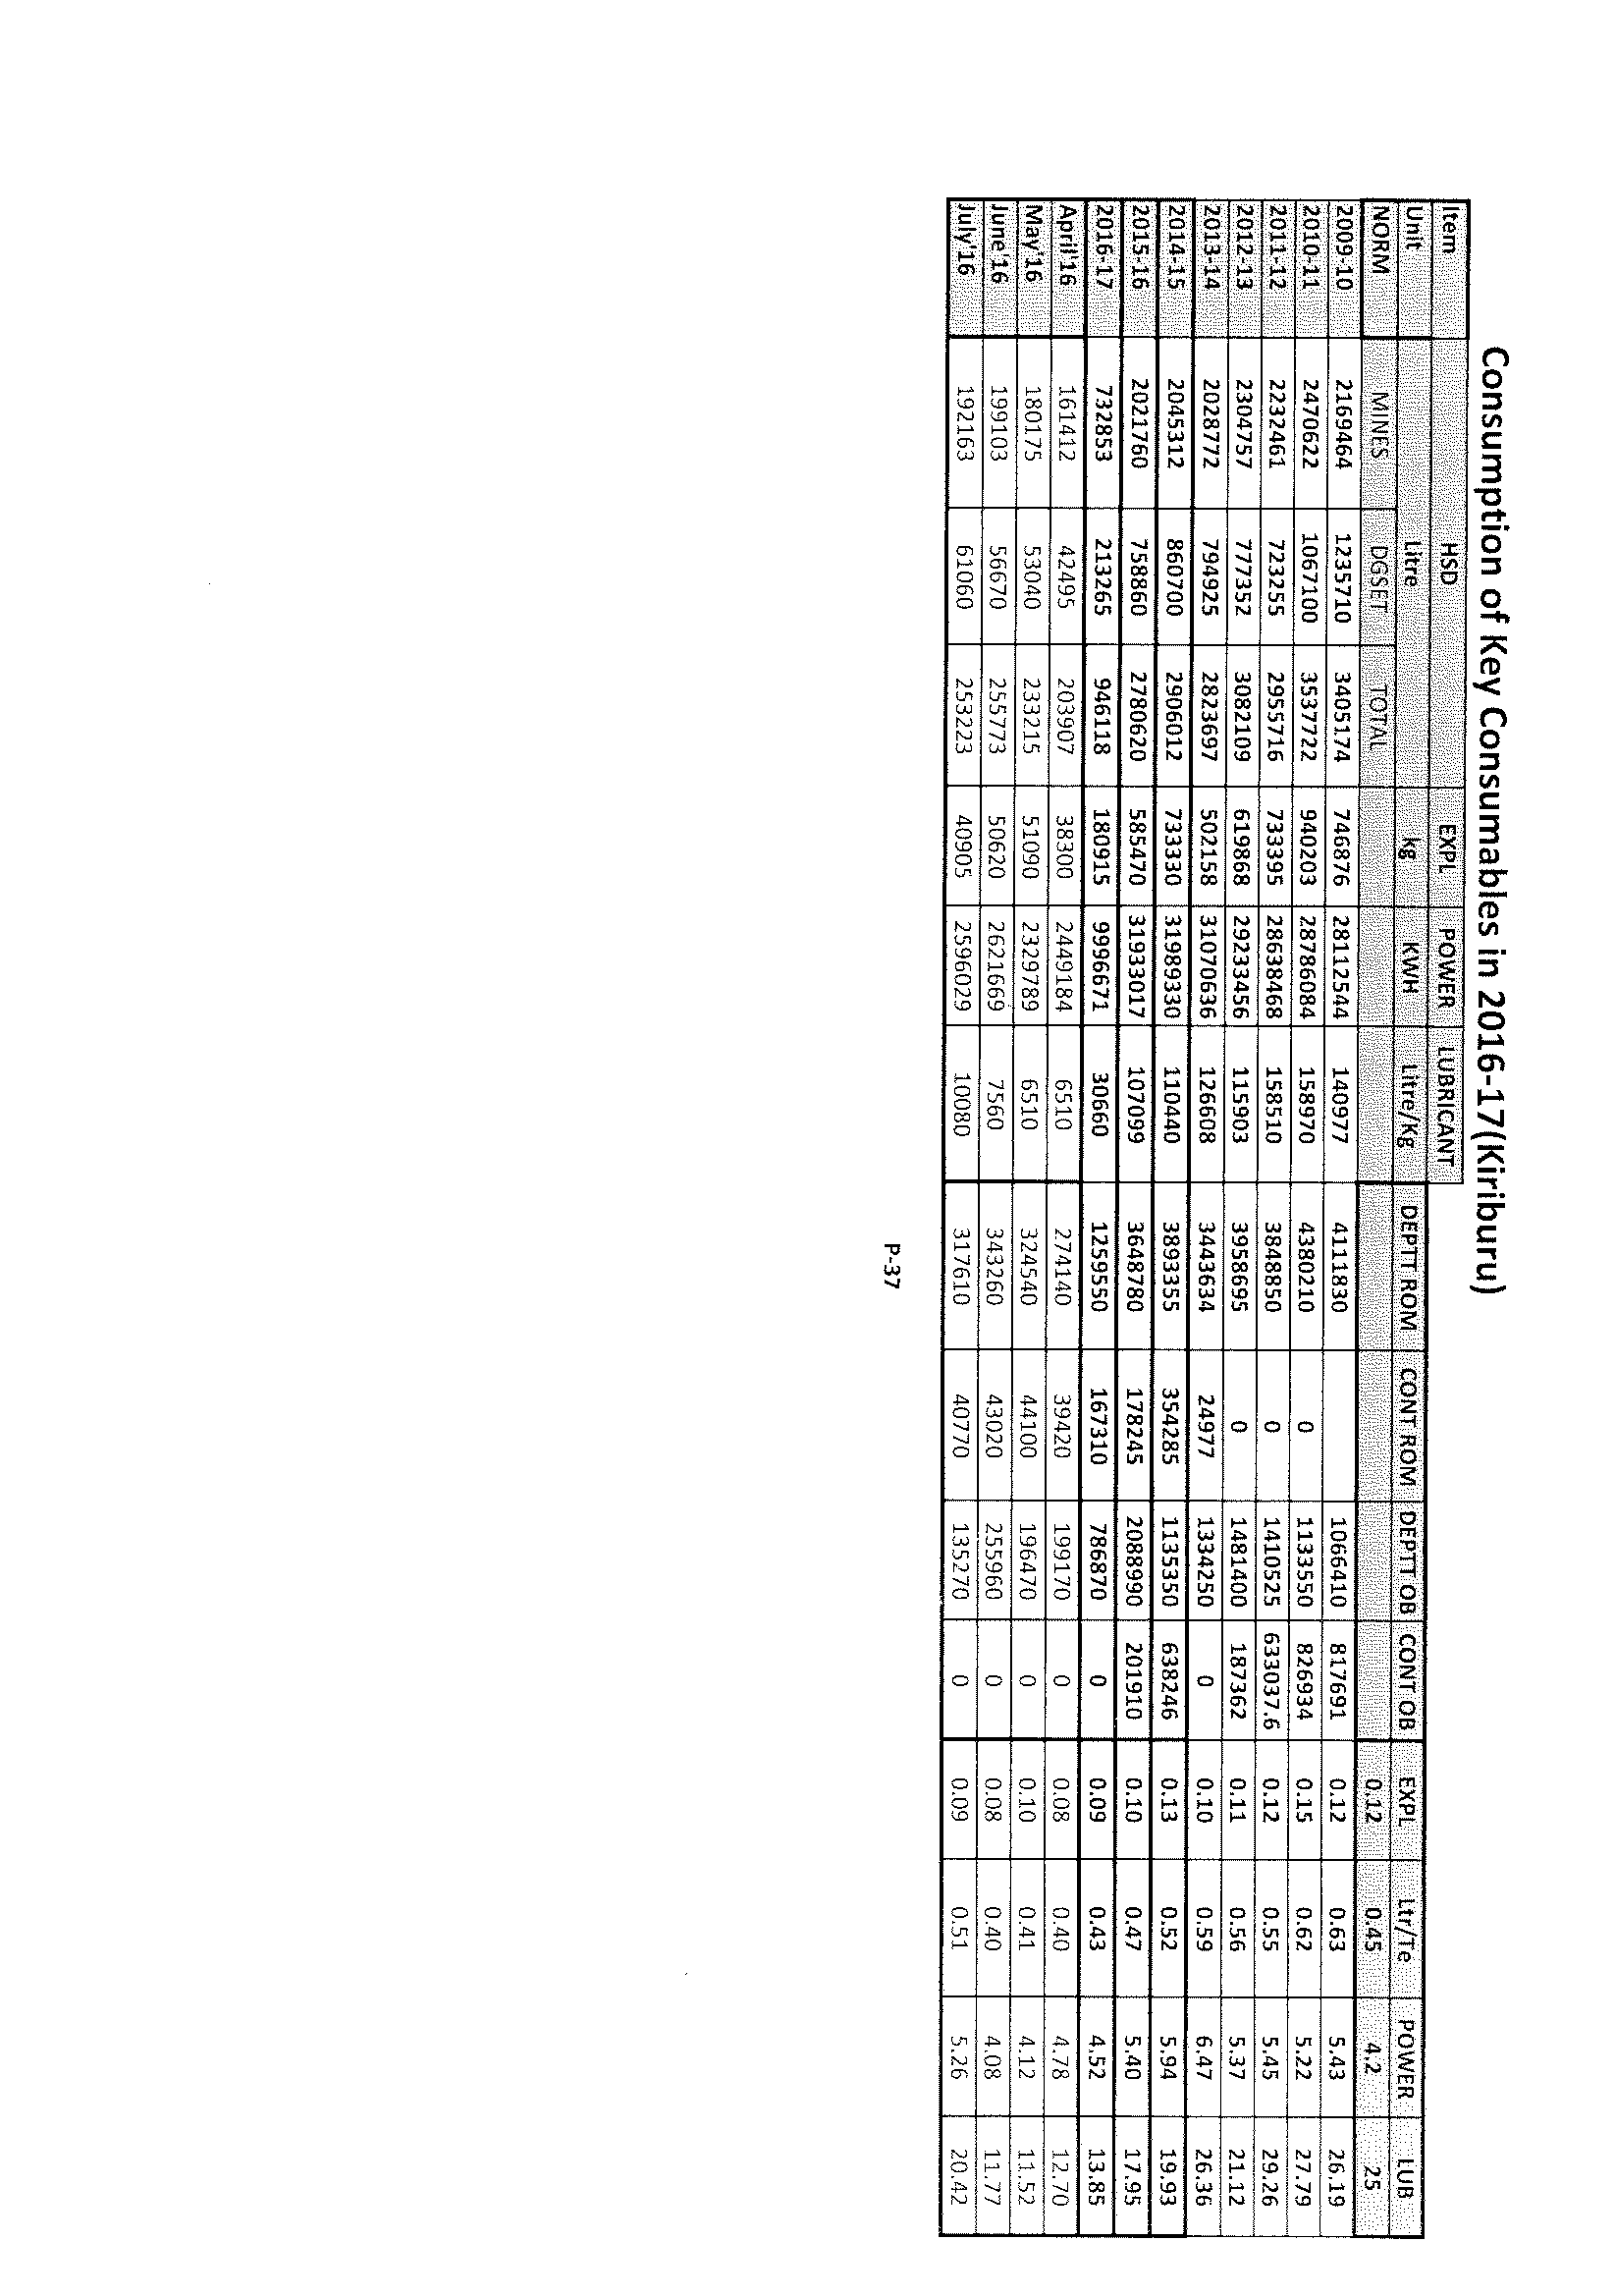 Consumption of Key Consumables in 2016-17(Kiriburu)
Item HSD EXPL POWER LUBRICANT
Unit Litre kg KWH Litre/Kg DEPTT ROM CONT ROM DEPTT OB CONT OB EXPL Ltr/Te POWER LUB
NORM MINES DGSET TOTAL 0.12 0.45 4.2 25
2009-10 2169464 1235710 3405174 746876 28112544 140977 4111830 1066410 817691 0.12 0.63 5.43 26.19
2010-11 2470622 1067100 3537722 940203 28786084 158970 4380210 0 1133550 826934 0.15 0.62 5.22 27.79
2011-12 2232461 723255 2955716 733395 28638468 158510 3848850 0 1410525 633037.6 0.12 0.55 5.45 29.26
2012-13 2304757 777352 3082109 619868 29233456 115903 3958695 0 1481400 187362 0.11 0.56 5.37 21.12
2013-14 2028772 794925 2823697 502158 31070636 126608 3443634 24977 1334250 0 0.10 0.59 6.47 26.36
2014-15 2045312 860700 2906012 733330 31989330 110440 3893355 354285 1135350 638246 0.13 0.52 5.94 19.93
2015-16 2021760 758860 2780620 585470 31933017 107099 3648780 178245 2088990 201910 0.10 0.47 5.40 17.95
2016-17 732853 213265 946118 180915 9996671 30660 1259550 167310 786870 0 0.09 0.43 4.52 13.85
April'16 161412 42495 203907 38300 2449184 6510 274140 39420 199170 0 0.08 0.40 4.78 12.70
May'16 180175 53040 233215 51090 2329789 6510 324540 44100 196470 0 0.10 0.41 4.12 11.52
June'16 199103 56670 255773 50620 2621669 7560 343260 43020 255960 0 0.08 0.40 4.08 11.77
July'16 192163 61060 253223 40905 2596029 10080 317610 40770 135270 0 0.09 0.51 5.26 20.42
P-37